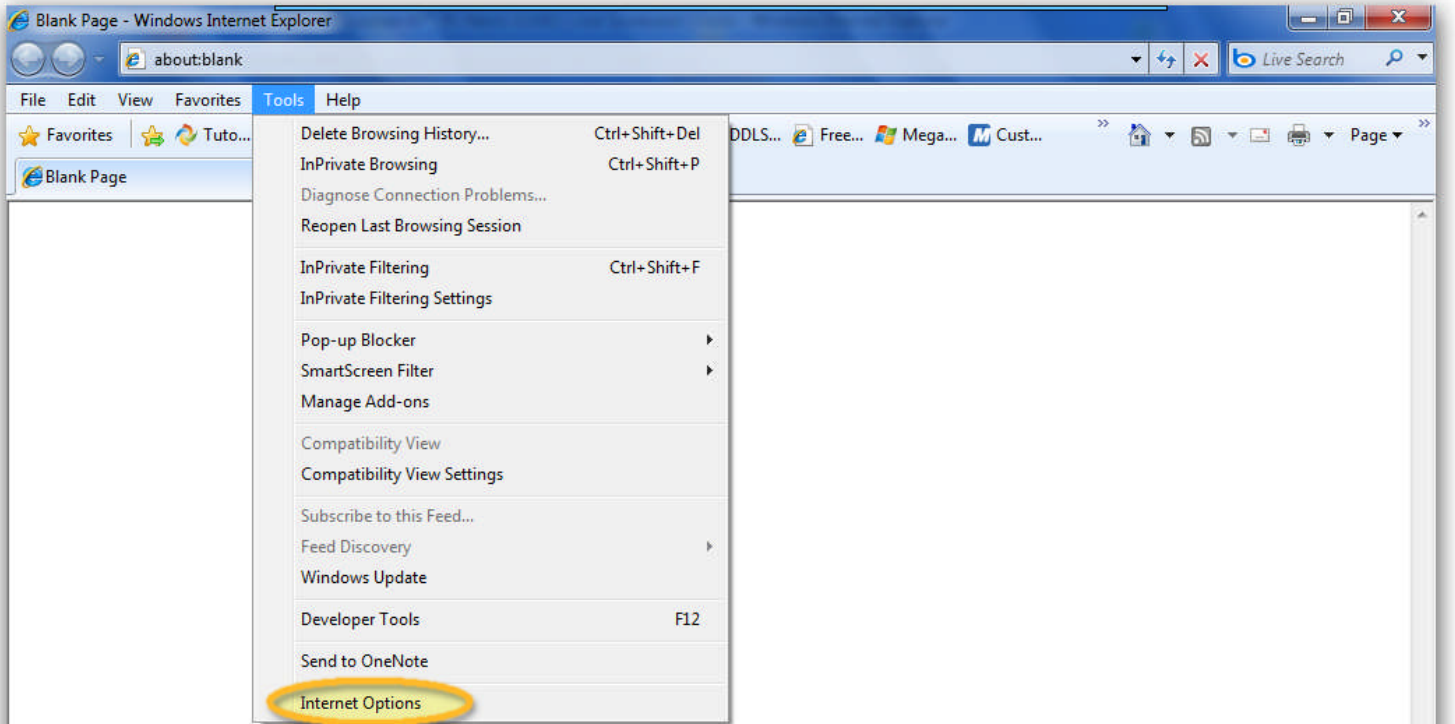 Blank Page - Windows Internet Explorer
about:blank Live Search
File Edit View Favorites Tools Help
Favorites Tuto... DDLS... Free... Mega... Cust... » Page »
Blank Page
Delete Browsing History... Ctrl+Shift+Del
InPrivate Browsing Ctrl+Shift+P
Diagnose Connection Problems...
Reopen Last Browsing Session
InPrivate Filtering Ctrl+Shift+F
InPrivate Filtering Settings
Pop-up Blocker
SmartScreen Filter
Manage Add-ons
Compatibility View
Compatibility View Settings
Subscribe to this Feed...
Feed Discovery
Windows Update
Developer Tools F12
Send to OneNote
Internet Options